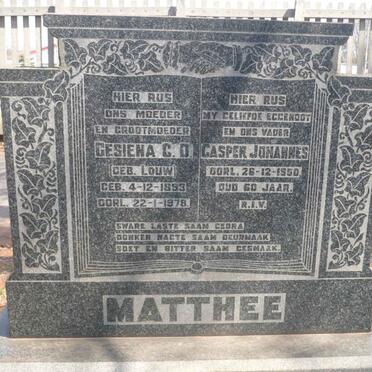 HIER RUS
ONS MOEDER
EN GROOTMOEDER
GESIENA C.D.
(GEB. LOUW)
GEB. 4-12-1893
OORL. 22-1-1978
HIER RUS
MY GELIEFDE EGGENOOT
EN ONS VADER
CASPER JOHANNES
OORL. 26-12-1950
OUD 60 JAAR.
R.I.V.
SWARE LASTE SAAM GEDRA
DONKER NAGTE SAAM DEURMAAK
SOET EN BITTER SAAM GESMAAK.
MATTHEE